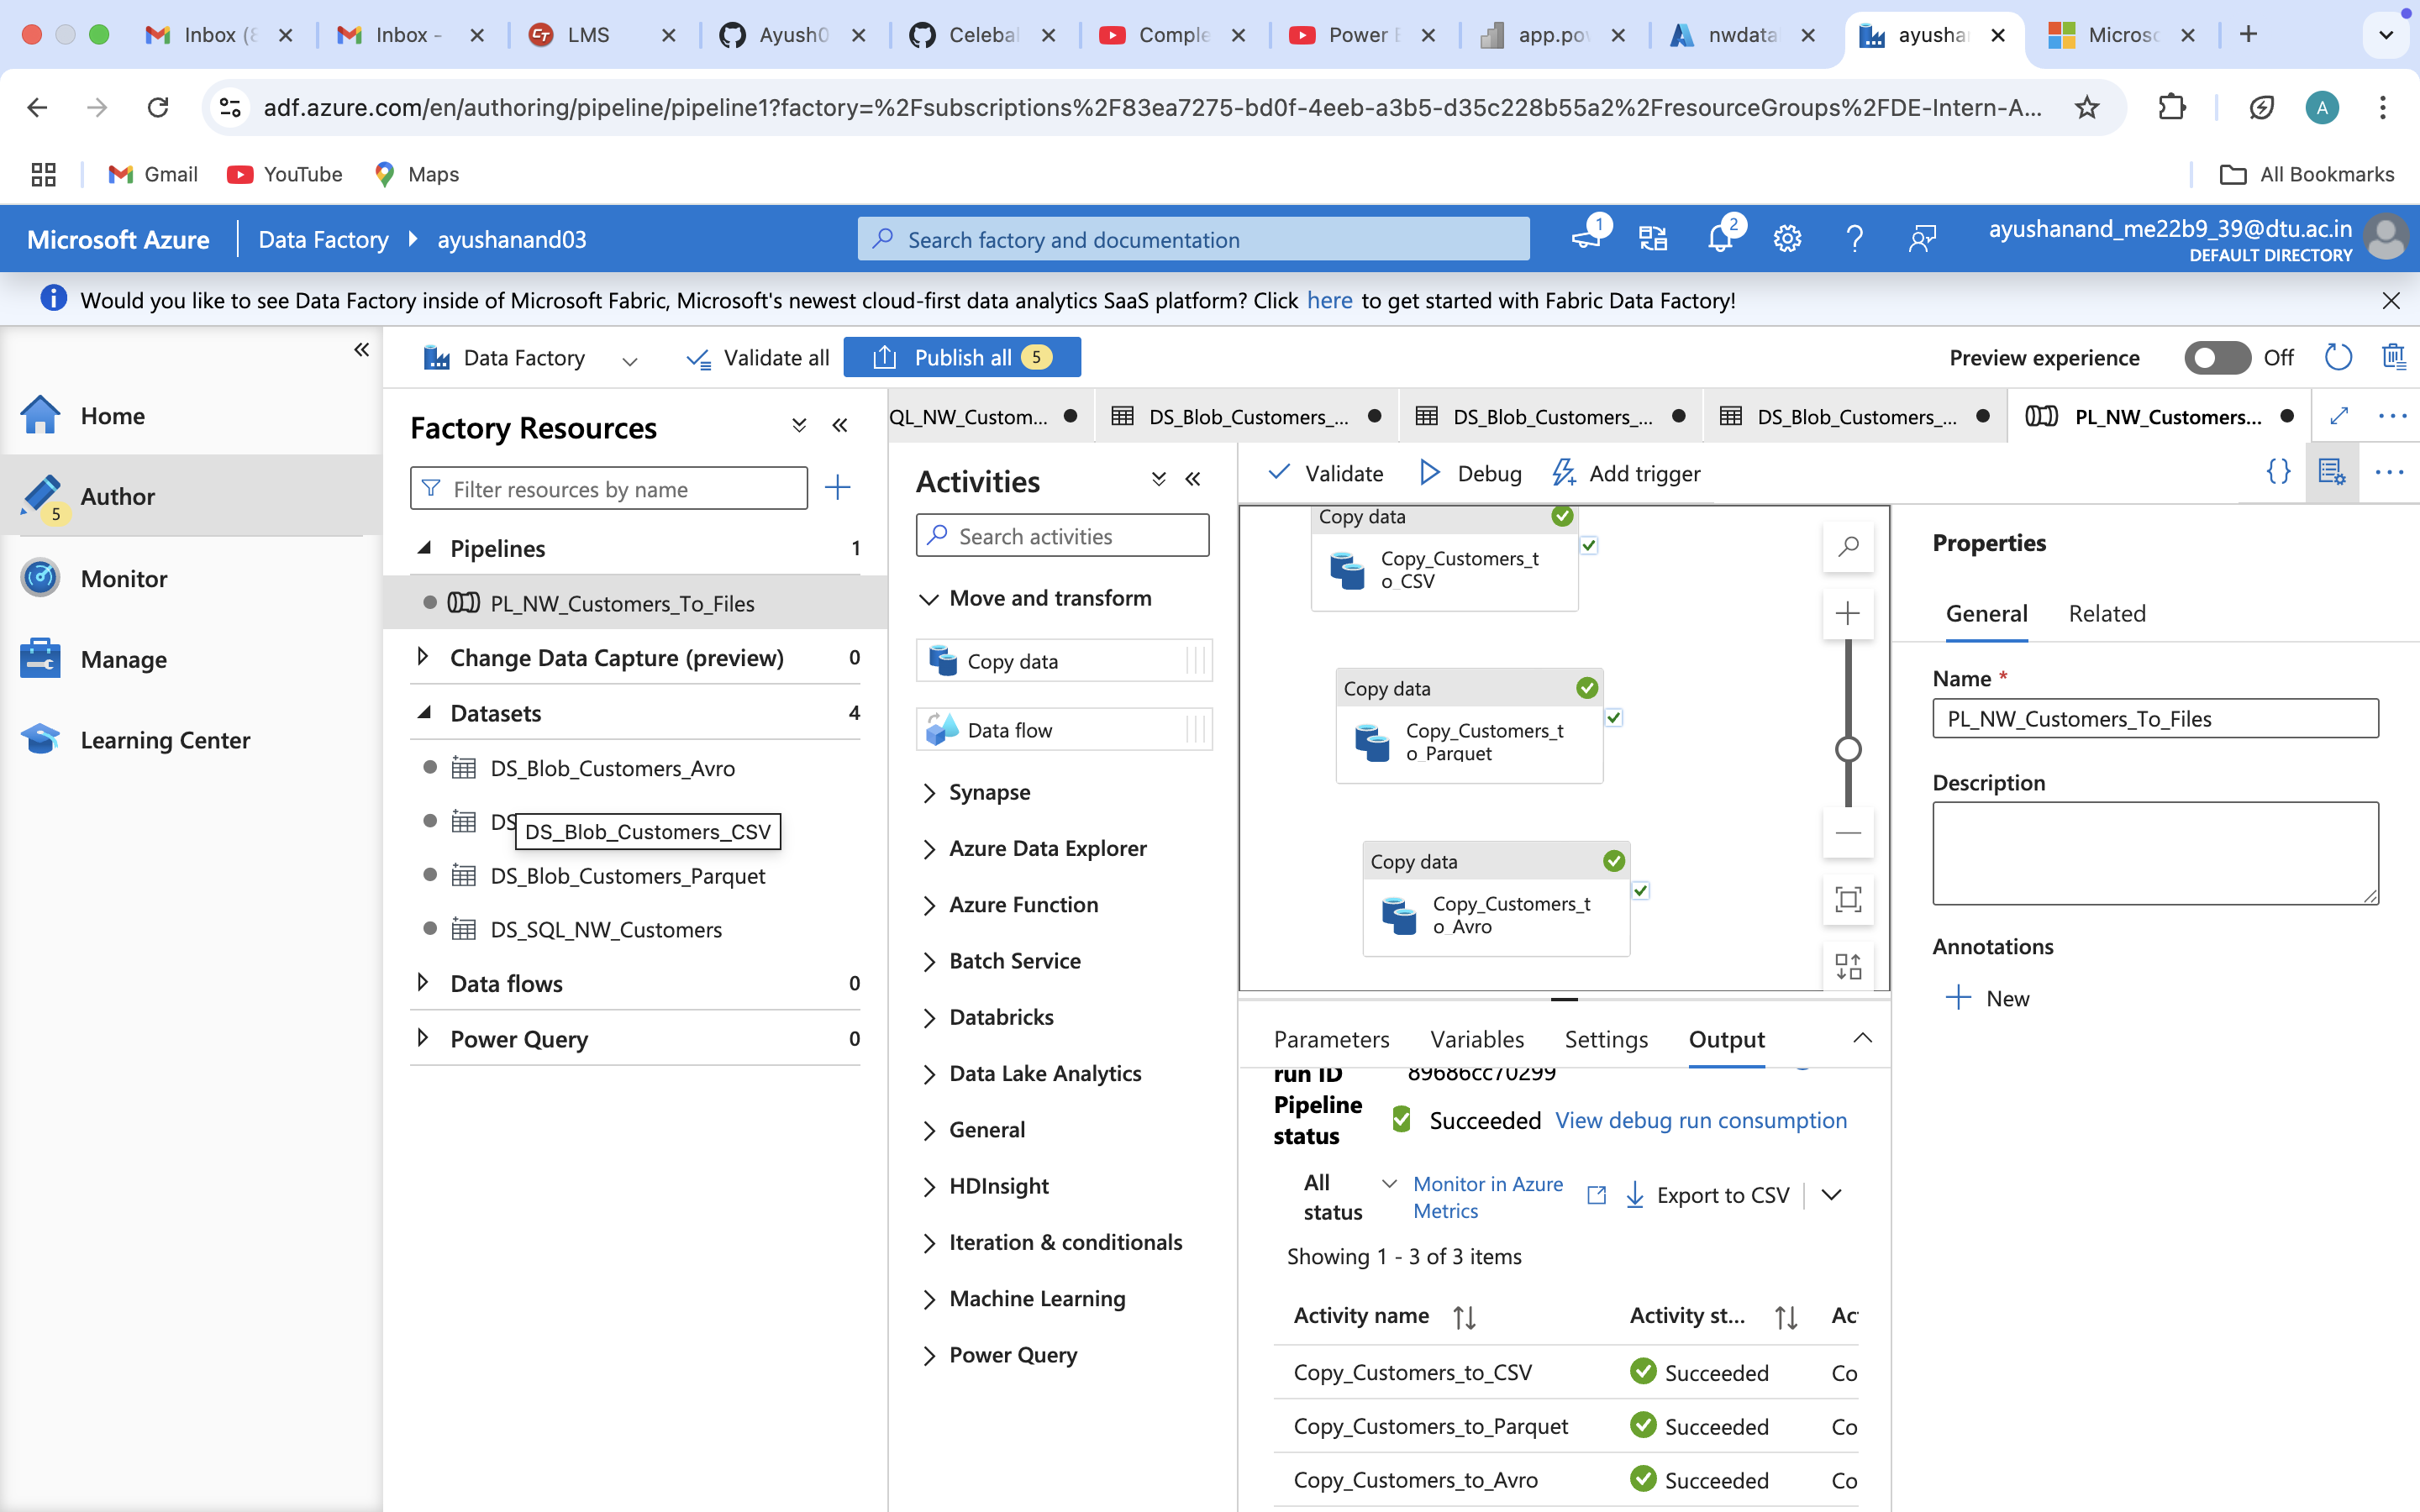 Inbox (8
Inbox -
LMS
Ayush0
Celebal
Comple
Power B
app.pov
nwdata
ayushan
Microso
adf.azure.com/en/authoring/pipeline/pipeline1?factory=%2Fsubscriptions%2F83ea7275-bd0f-4eeb-a3b5-d35c228b55a2%2FresourceGroups%2FDE-Intern-A...
A
Gmail
YouTube
Maps
All Bookmarks
Microsoft Azure
Data Factory
ayushanand03
Search factory and documentation
1
2
ayushanand_me22b9_39@dtu.ac.in
DEFAULT DIRECTORY
Would you like to see Data Factory inside of Microsoft Fabric, Microsoft's newest cloud-first data analytics SaaS platform? Click here to get started with Fabric Data Factory!
Home
Author
5
Monitor
Manage
Learning Center
Data Factory
Validate all
Publish all 5
Preview experience
Off
Factory Resources
Filter resources by name
Pipelines 1
PL_NW_Customers_To_Files
Change Data Capture (preview) 0
Datasets 4
DS_Blob_Customers_Avro
DS
DS_Blob_Customers_CSV
DS_Blob_Customers_Parquet
DS_SQL_NW_Customers
Data flows 0
Power Query 0
QL_NW_Custom...
DS_Blob_Customers_...
DS_Blob_Customers_...
DS_Blob_Customers_...
PL_NW_Customers...
Activities
Search activities
Move and transform
Copy data
Data flow
Synapse
Azure Data Explorer
Azure Function
Batch Service
Databricks
Data Lake Analytics
General
HDInsight
Iteration & conditionals
Machine Learning
Power Query
Validate
Debug
Add trigger
Copy data
Copy_Customers_t
o_CSV
Copy data
Copy_Customers_t
o_Parquet
Copy data
Copy_Customers_t
o_Avro
Parameters
Variables
Settings
Output
run ID
89686cc70299
Pipeline
status
Succeeded
View debug run consumption
All
status
Monitor in Azure
Metrics
Export to CSV
Showing 1 - 3 of 3 items
Activity name
Activity st...
Ac
Copy_Customers_to_CSV Succeeded Co
Copy_Customers_to_Parquet Succeeded Co
Copy_Customers_to_Avro Succeeded Co
Properties
General
Related
Name *
PL_NW_Customers_To_Files
Description
Annotations
New